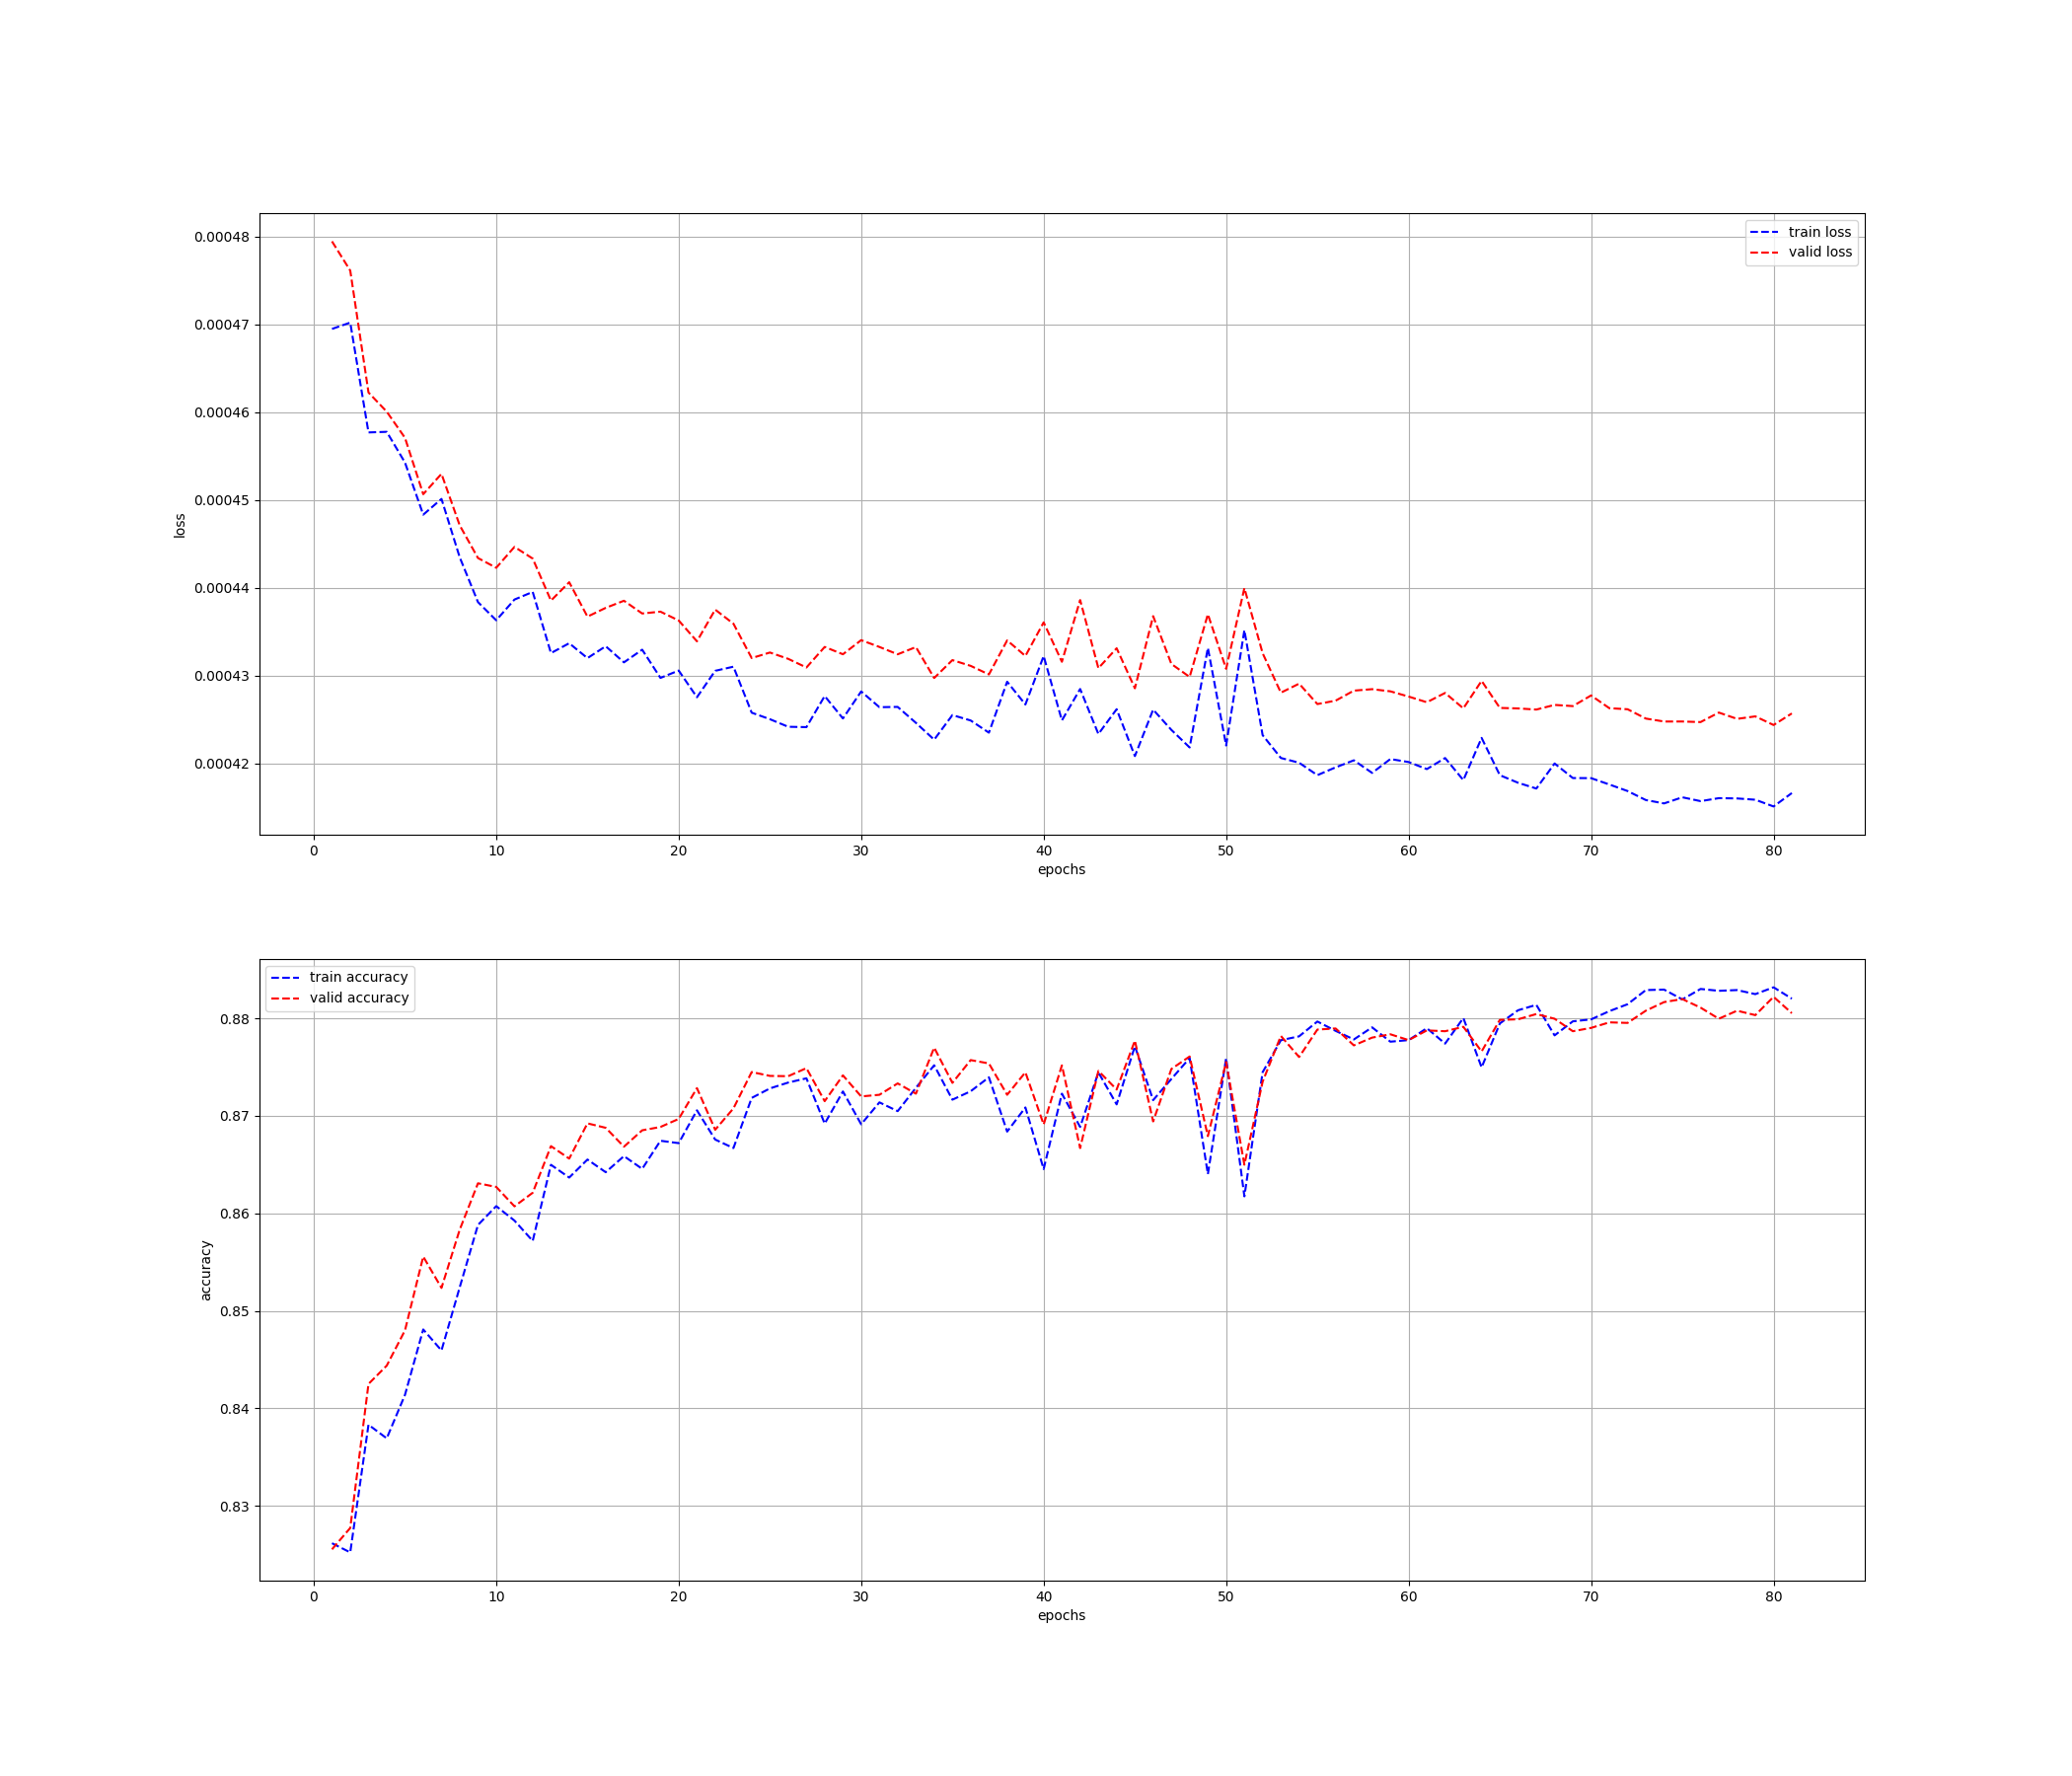 0.00048
0.00047
0.00046
0.00045
0.00044
0.00043
0.00042
loss
train loss
valid loss
0 10 20 30 40 50 60 70 80
epochs
train accuracy
valid accuracy
0.88
0.87
0.86
0.85
0.84
0.83
accuracy
0 10 20 30 40 50 60 70 80
epochs